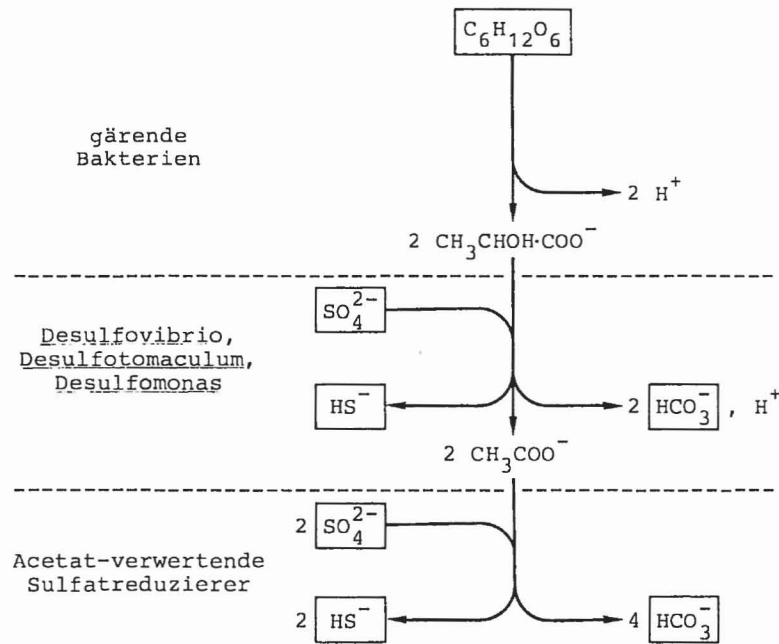 C₆H₁₂O₆
gärende
Bakterien
2 H⁺
2 CH₃CHOH·COO⁻
SO₄²⁻
Desulfovibrio,
Desulfotomaculum,
Desulfomonas
HS⁻
2 HCO₃⁻ , H⁺
2 CH₃COO⁻
2 SO₄²⁻
Acetat-verwertende
Sulfatreduzierer
2 HS⁻
4 HCO₃⁻